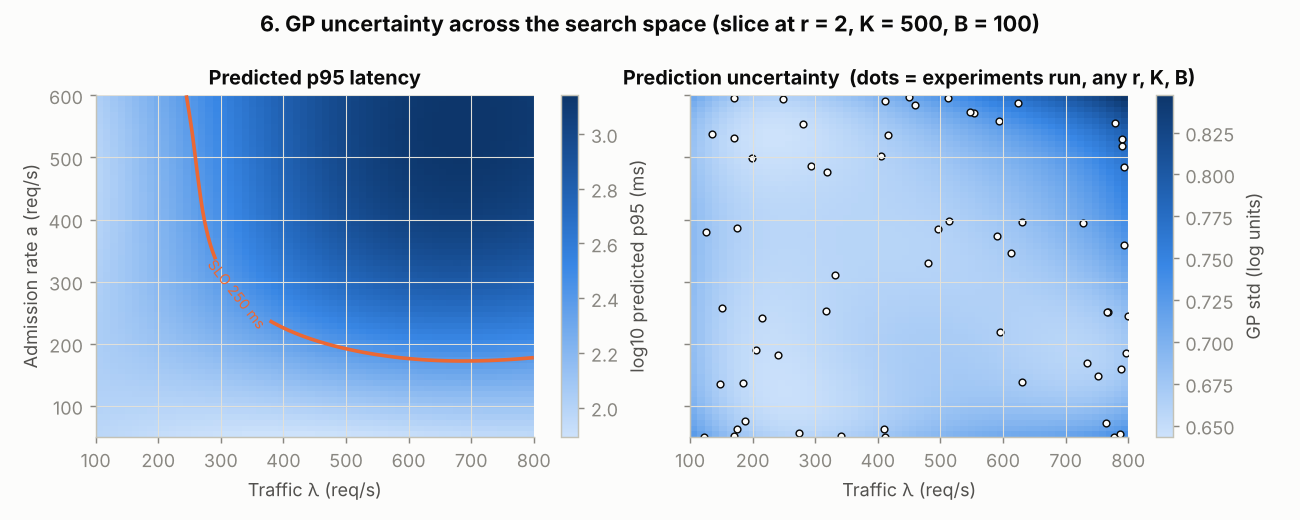 6. GP uncertainty across the search space (slice at r = 2, K = 500, B = 100)
Predicted p95 latency
Admission rate a (req/s)
600
500
400
300
200
100
SLO 250 ms
100 200 300 400 500 600 700 800
Traffic λ (req/s)
3.0
2.8
2.6
2.4
2.2
2.0
log10 predicted p95 (ms)
Prediction uncertainty (dots = experiments run, any r, K, B)
100 200 300 400 500 600 700 800
Traffic λ (req/s)
0.825
0.800
0.775
0.750
0.725
0.700
0.675
0.650
GP std (log units)